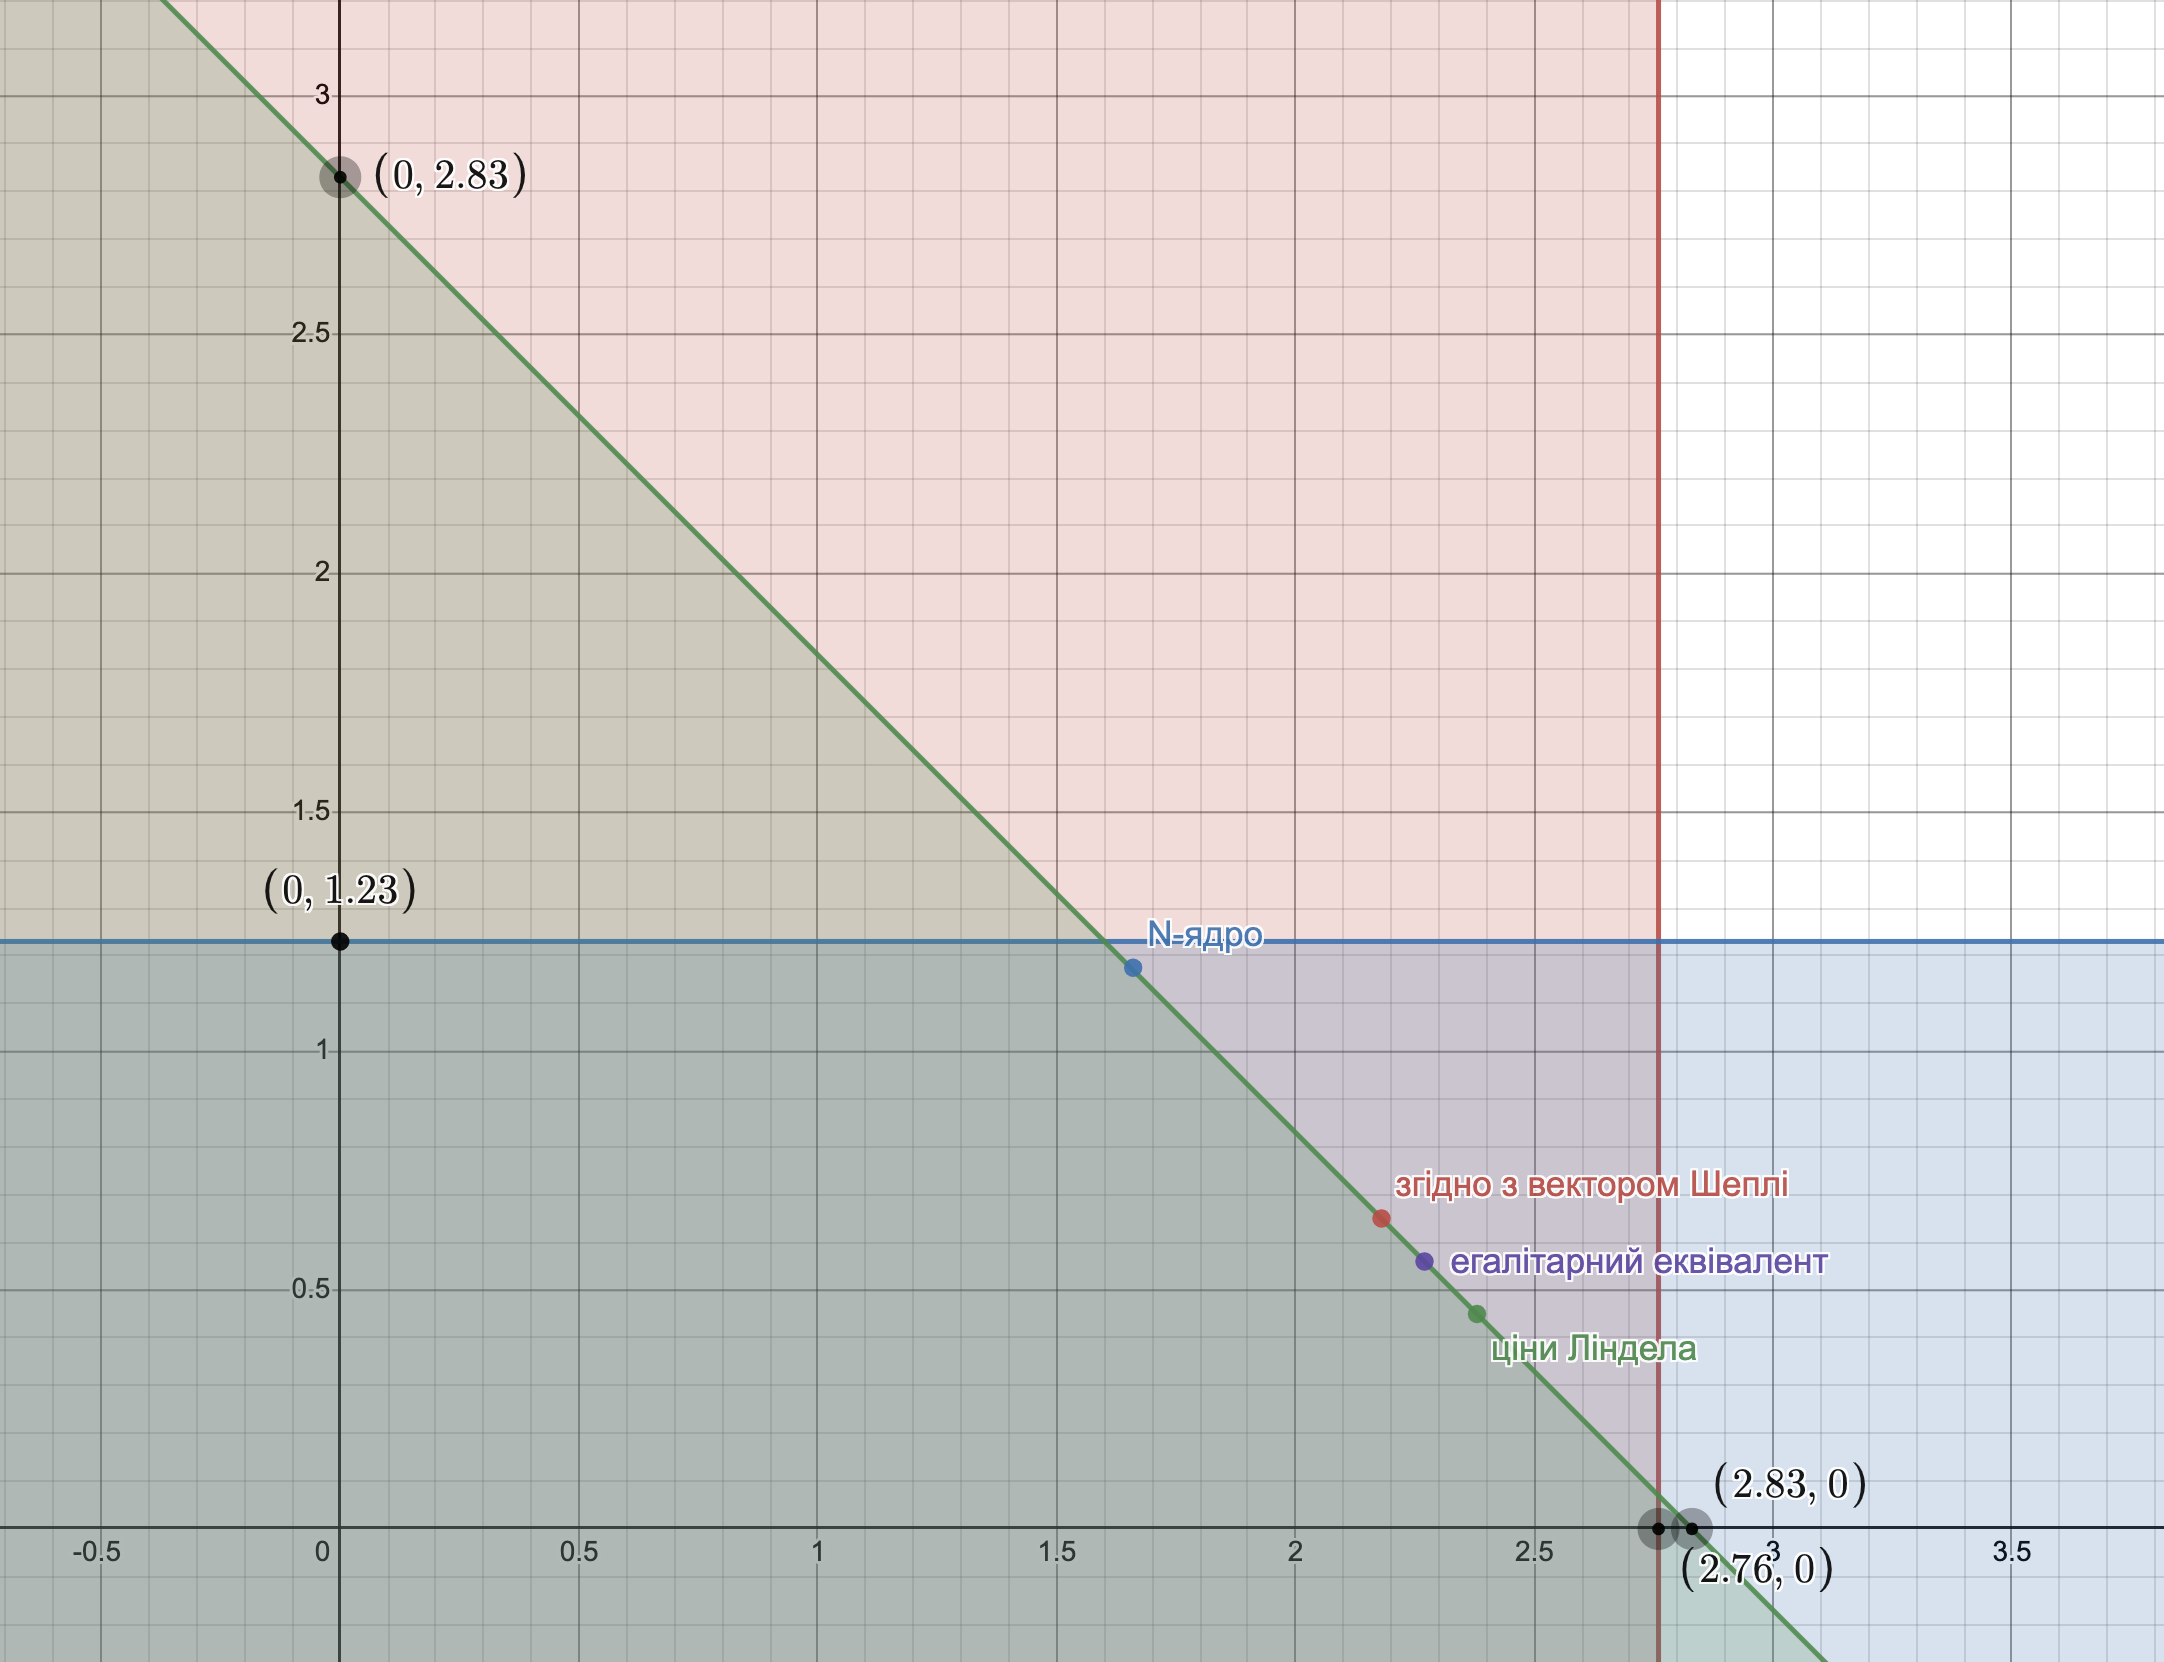 3
(0, 2.83)
2.5
2
1.5
(0, 1.23)
N-ядро
1
згідно з вектором Шеплі
егалітарний еквівалент
0.5
ціни Ліндела
(2.83, 0)
-0.5 0 0.5 1 1.5 2 2.5 3 3.5
(2.76, 0)